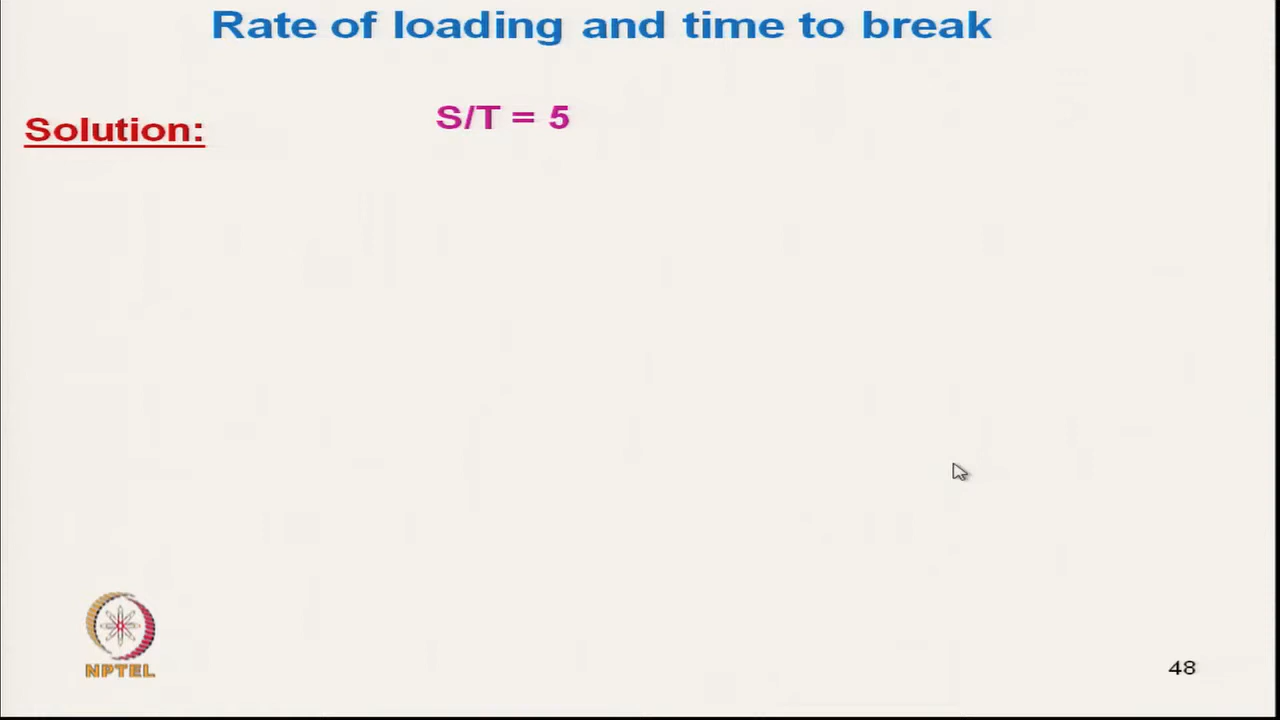 Rate of loading and time to break
S/T = 5
Solution:
NPTEL
48